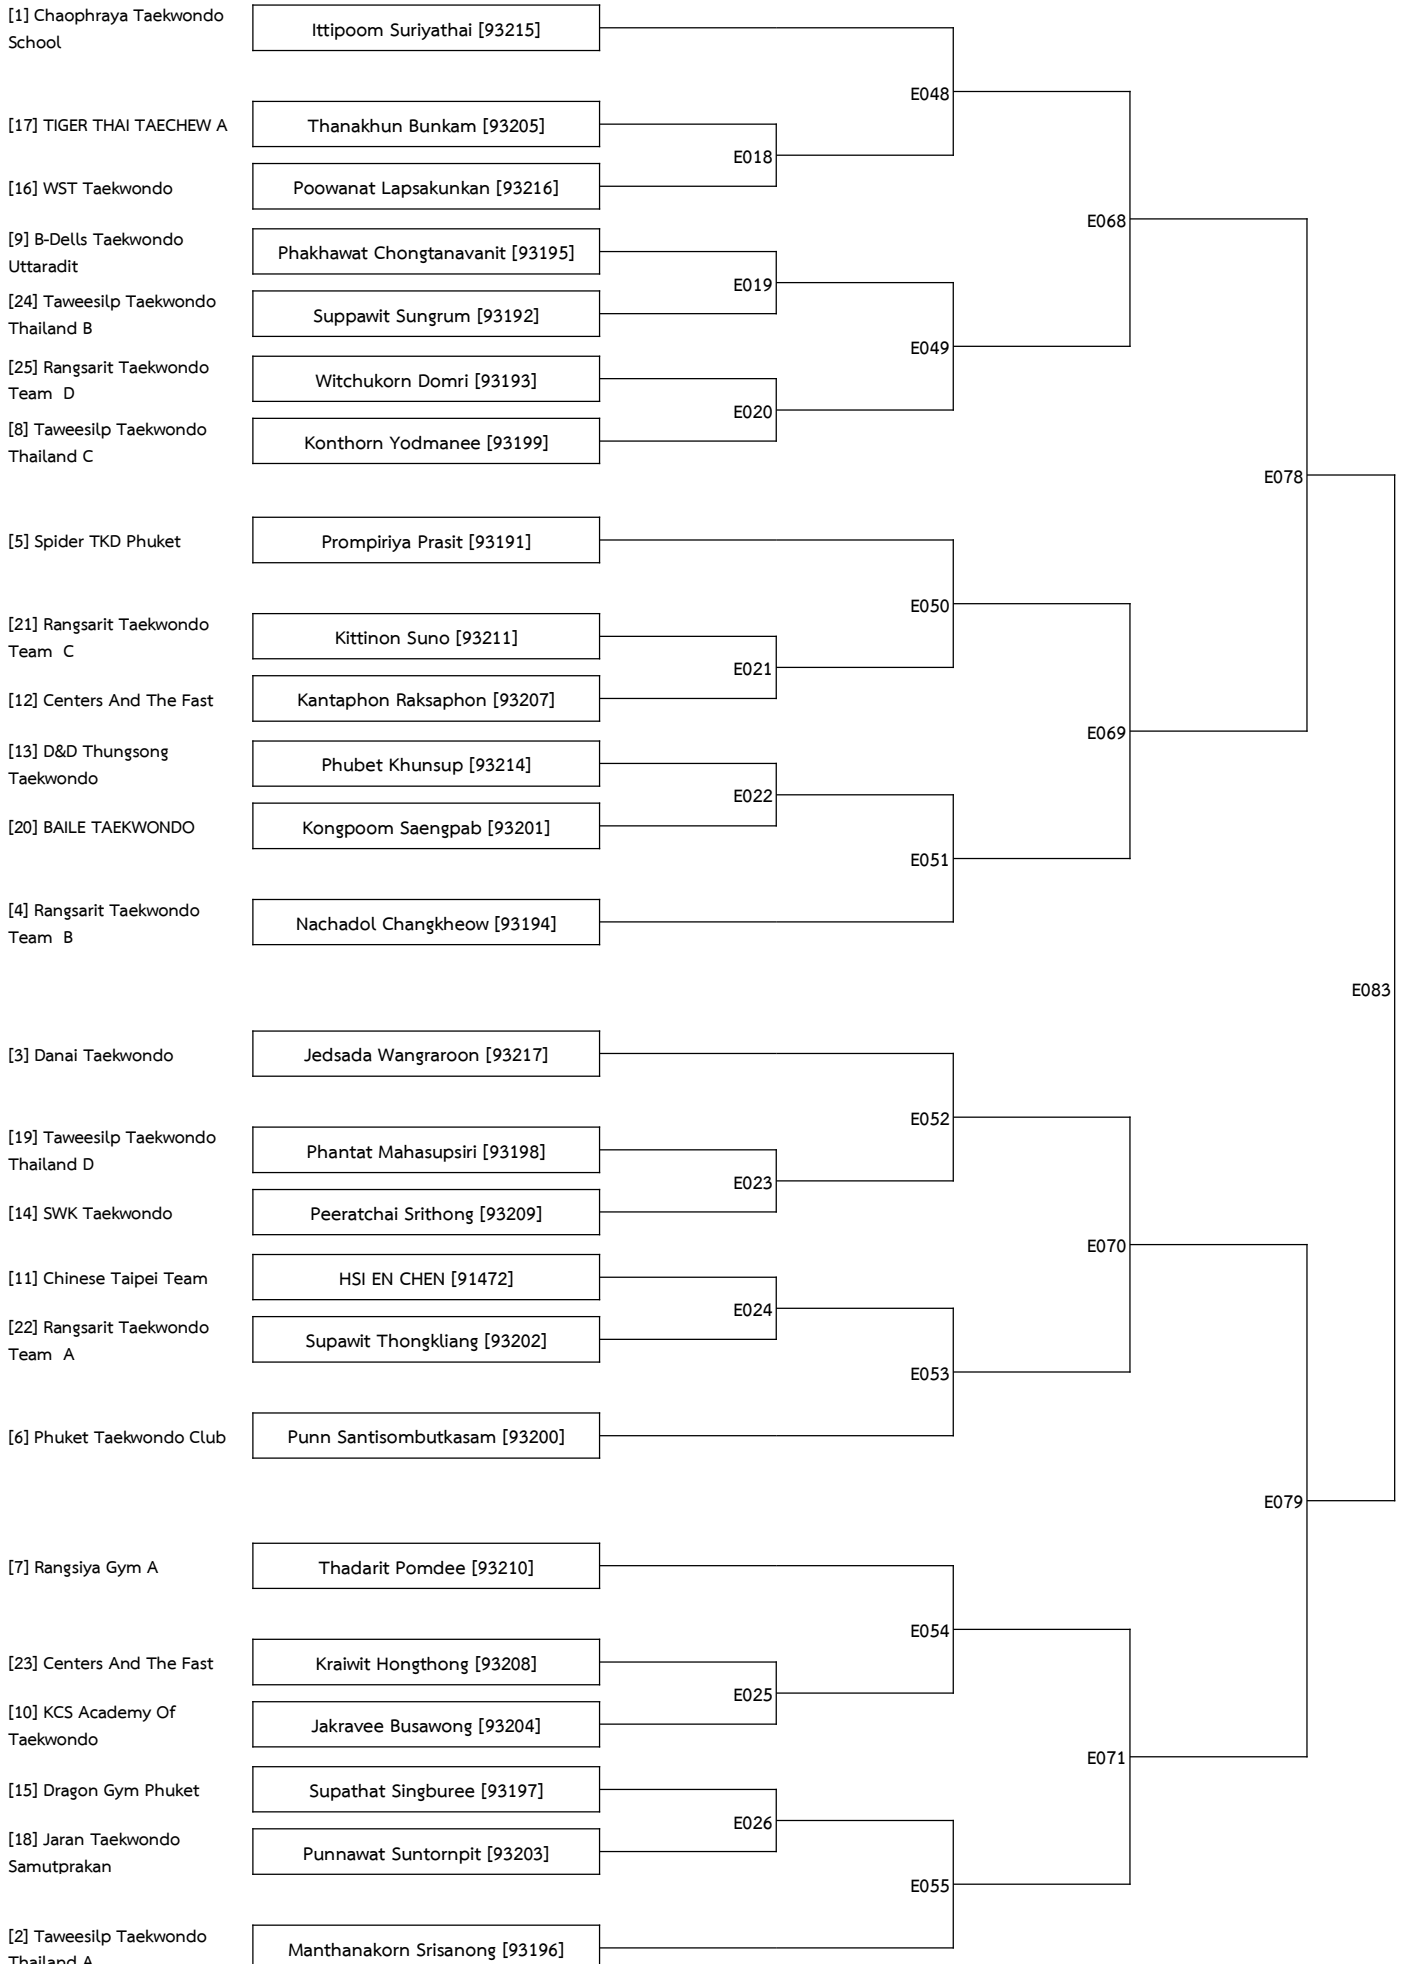 [1] Chaophraya Taekwondo
School
Ittipoom Suriyathai [93215]
E048
[17] TIGER THAI TAECHEW A
Thanakhun Bunkam [93205]
E018
[16] WST Taekwondo
Poowanat Lapsakunkan [93216]
E068
[9] B-Dells Taekwondo
Uttaradit
Phakhawat Chongtanavanit [93195]
E019
[24] Taweesilp Taekwondo
Thailand B
Suppawit Sungrum [93192]
E049
[25] Rangsarit Taekwondo
Team  D
Witchukorn Domri [93193]
E020
[8] Taweesilp Taekwondo
Thailand C
Konthorn Yodmanee [93199]
E078
[5] Spider TKD Phuket
Prompiriya Prasit [93191]
E050
[21] Rangsarit Taekwondo
Team  C
Kittinon Suno [93211]
E021
[12] Centers And The Fast
Kantaphon Raksaphon [93207]
E069
[13] D&D Thungsong
Taekwondo
Phubet Khunsup [93214]
E022
[20] BAILE TAEKWONDO
Kongpoom Saengpab [93201]
E051
[4] Rangsarit Taekwondo
Team  B
Nachadol Changkheow [93194]
E083
[3] Danai Taekwondo
Jedsada Wangraroon [93217]
E052
[19] Taweesilp Taekwondo
Thailand D
Phantat Mahasupsiri [93198]
E023
[14] SWK Taekwondo
Peeratchai Srithong [93209]
E070
[11] Chinese Taipei Team
HSI EN CHEN [91472]
E024
[22] Rangsarit Taekwondo
Team  A
Supawit Thongkliang [93202]
E053
[6] Phuket Taekwondo Club
Punn Santisombutkasam [93200]
E079
[7] Rangsiya Gym A
Thadarit Pomdee [93210]
E054
[23] Centers And The Fast
Kraiwit Hongthong [93208]
E025
[10] KCS Academy Of
Taekwondo
Jakravee Busawong [93204]
E071
[15] Dragon Gym Phuket
Supathat Singburee [93197]
E026
[18] Jaran Taekwondo
Samutprakan
Punnawat Suntornpit [93203]
E055
[2] Taweesilp Taekwondo
Thailand A
Manthanakorn Srisanong [93196]